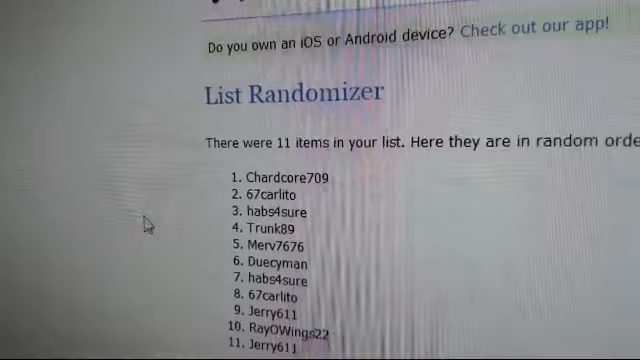 Do you own an iOS or Android device? Check out our app!
List Randomizer
There were 11 items in your list. Here they are in random orde
1. Chardcore709
2. 67carlito
3. habs4sure
4. Trunk89
5. Merv7676
6. Duecyman
7. habs4sure
8. 67carlito
9. Jerry611
10. RayOWings22
11. Jerry611